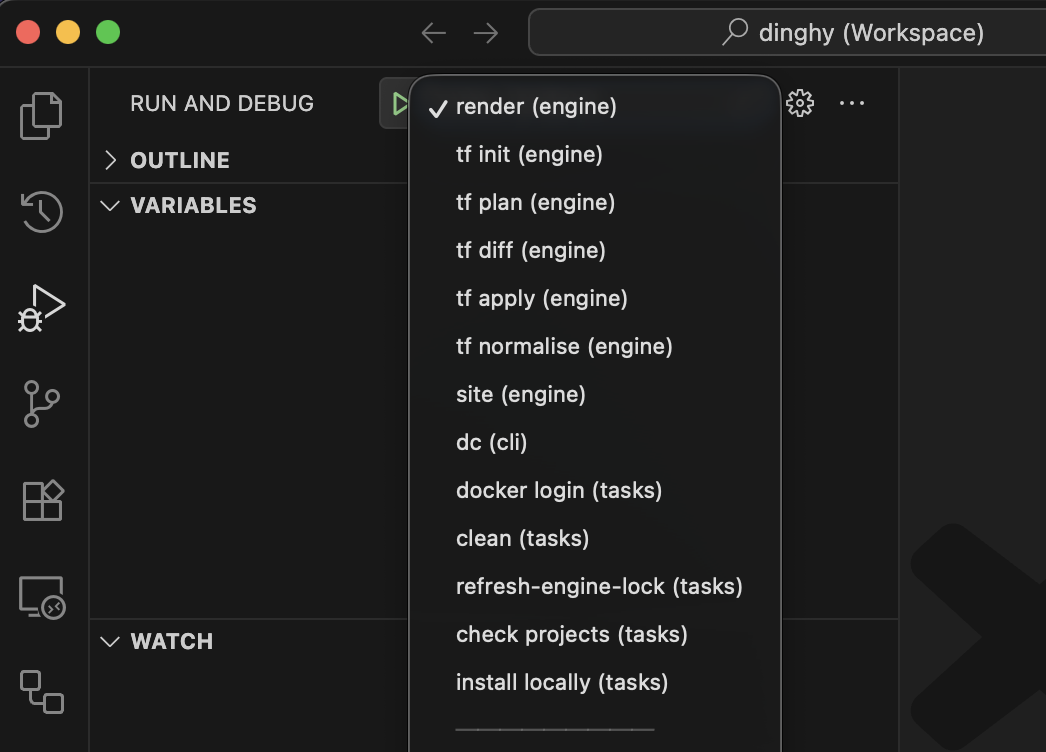 dinghy (Workspace)
RUN AND DEBUG
OUTLINE
VARIABLES
WATCH
render (engine)
tf init (engine)
tf plan (engine)
tf diff (engine)
tf apply (engine)
tf normalise (engine)
site (engine)
dc (cli)
docker login (tasks)
clean (tasks)
refresh-engine-lock (tasks)
check projects (tasks)
install locally (tasks)